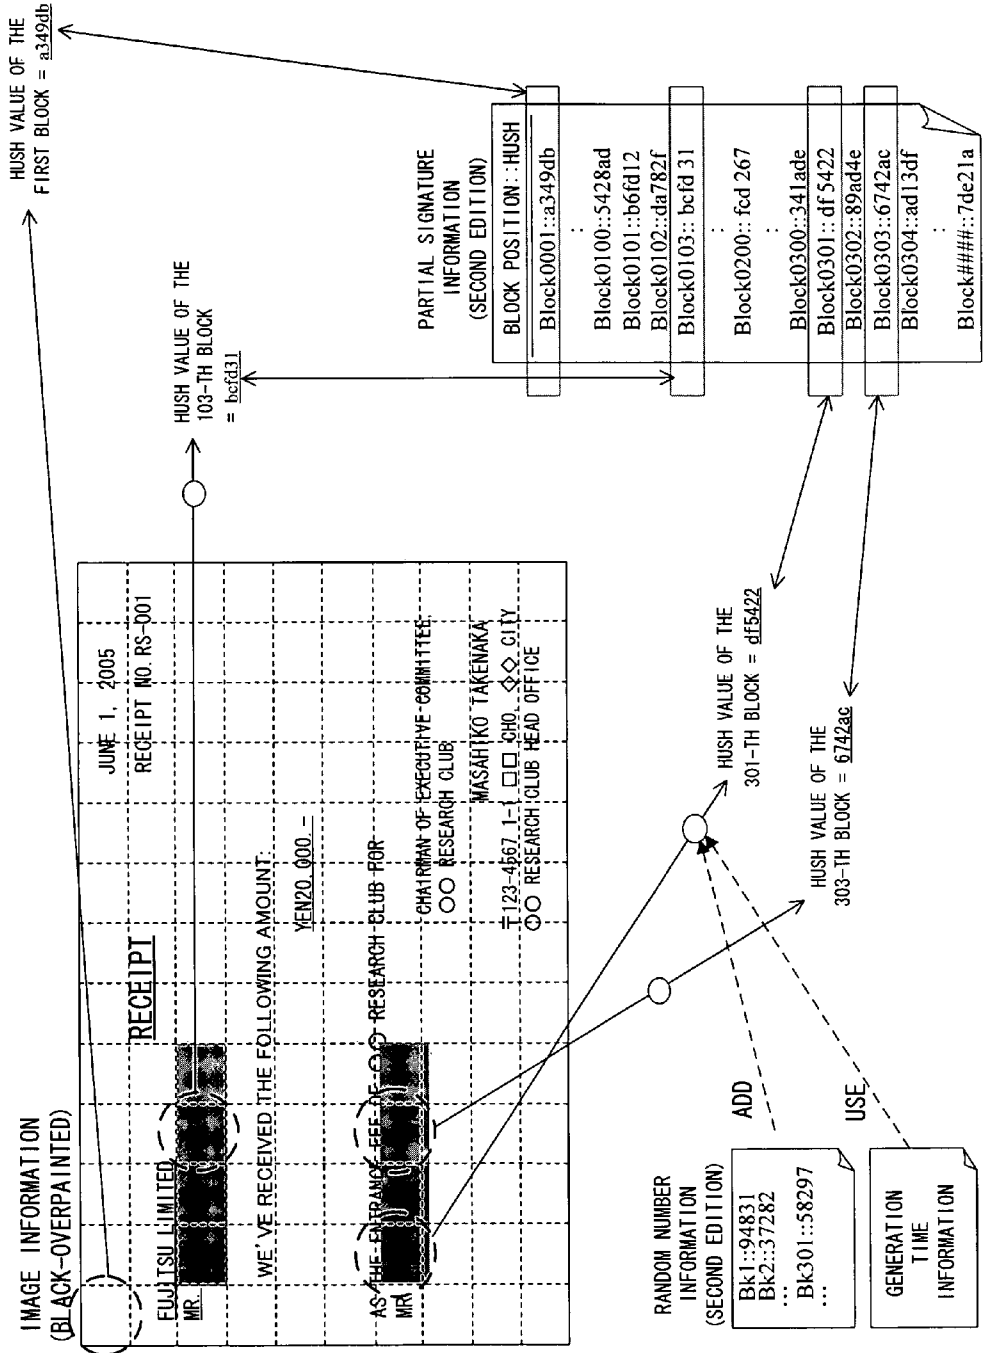 IMAGE INFORMATION
(BLACK-OVERPAINTED)
JUNE 1, 2005
RECEIPT NO. RS-001
RECEIPT
FUJITSU LIMITED
MR.
WE'VE RECEIVED THE FOLLOWING AMOUNT:
YEN20,000.-
AS THE ENTRANCE FEE OF ○○ RESEARCH CLUB FOR
MR
CHAIRMAN OF EXECUTIVE COMMITTEE,
○○ RESEARCH CLUB
MASAHIKO TAKENAKA
〒123-4567 1-1 □□ CHO, ◇◇ CITY
○○ RESEARCH CLUB HEAD OFFICE
HUSH VALUE OF THE
FIRST BLOCK = a349db
HUSH VALUE OF THE
103-TH BLOCK
= bcfd31
HUSH VALUE OF THE
301-TH BLOCK = df5422
HUSH VALUE OF THE
303-TH BLOCK = 6742ac
RANDOM NUMBER
INFORMATION
(SECOND EDITION)
Bk1::94831
Bk2::37282
...
Bk301::58297
...
ADD
GENERATION
TIME
INFORMATION
USE
PARTIAL SIGNATURE
INFORMATION
(SECOND EDITION)
BLOCK POSITION::HUSH
Block0001::a349db
:
Block0100::5428ad
Block0101::b6fd12
Block0102::da782f
Block0103:: bcfd 31
:
Block0200:: fcd 267
:
Block0300::341ade
Block0301:: df 5422
Block0302::89ad4e
Block0303::6742ac
Block0304::ad13df
:
Block####::7de21a